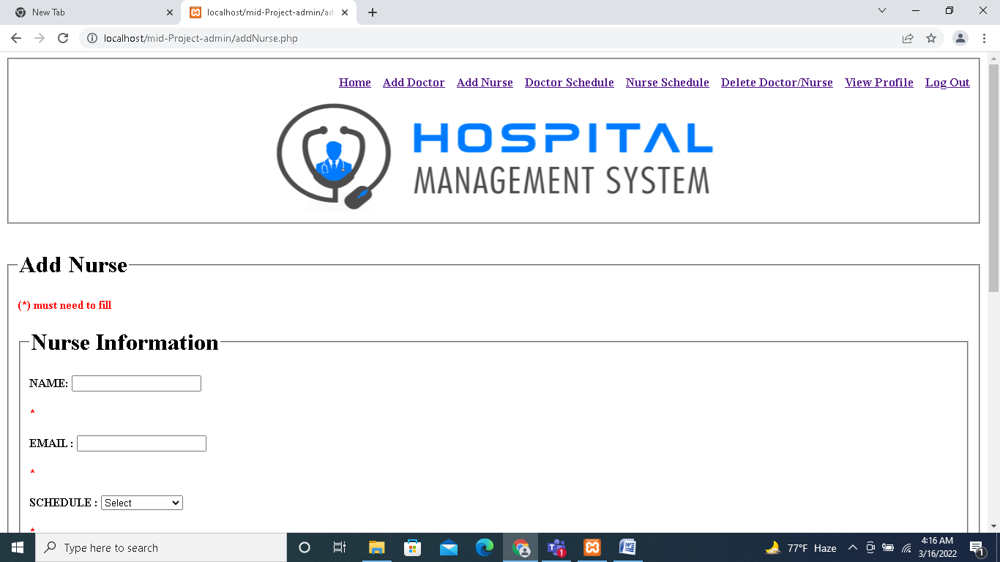 New Tab
localhost/mid-Project-admin/ad
localhost/mid-Project-admin/addNurse.php
Home Add Doctor Add Nurse Doctor Schedule Nurse Schedule Delete Doctor/Nurse View Profile Log Out
HOSPITAL
MANAGEMENT SYSTEM
Add Nurse
(*) must need to fill
Nurse Information
NAME:
*
EMAIL :
*
SCHEDULE : Select
*
Type here to search
1
77°F Haze
4:16 AM
3/16/2022
1